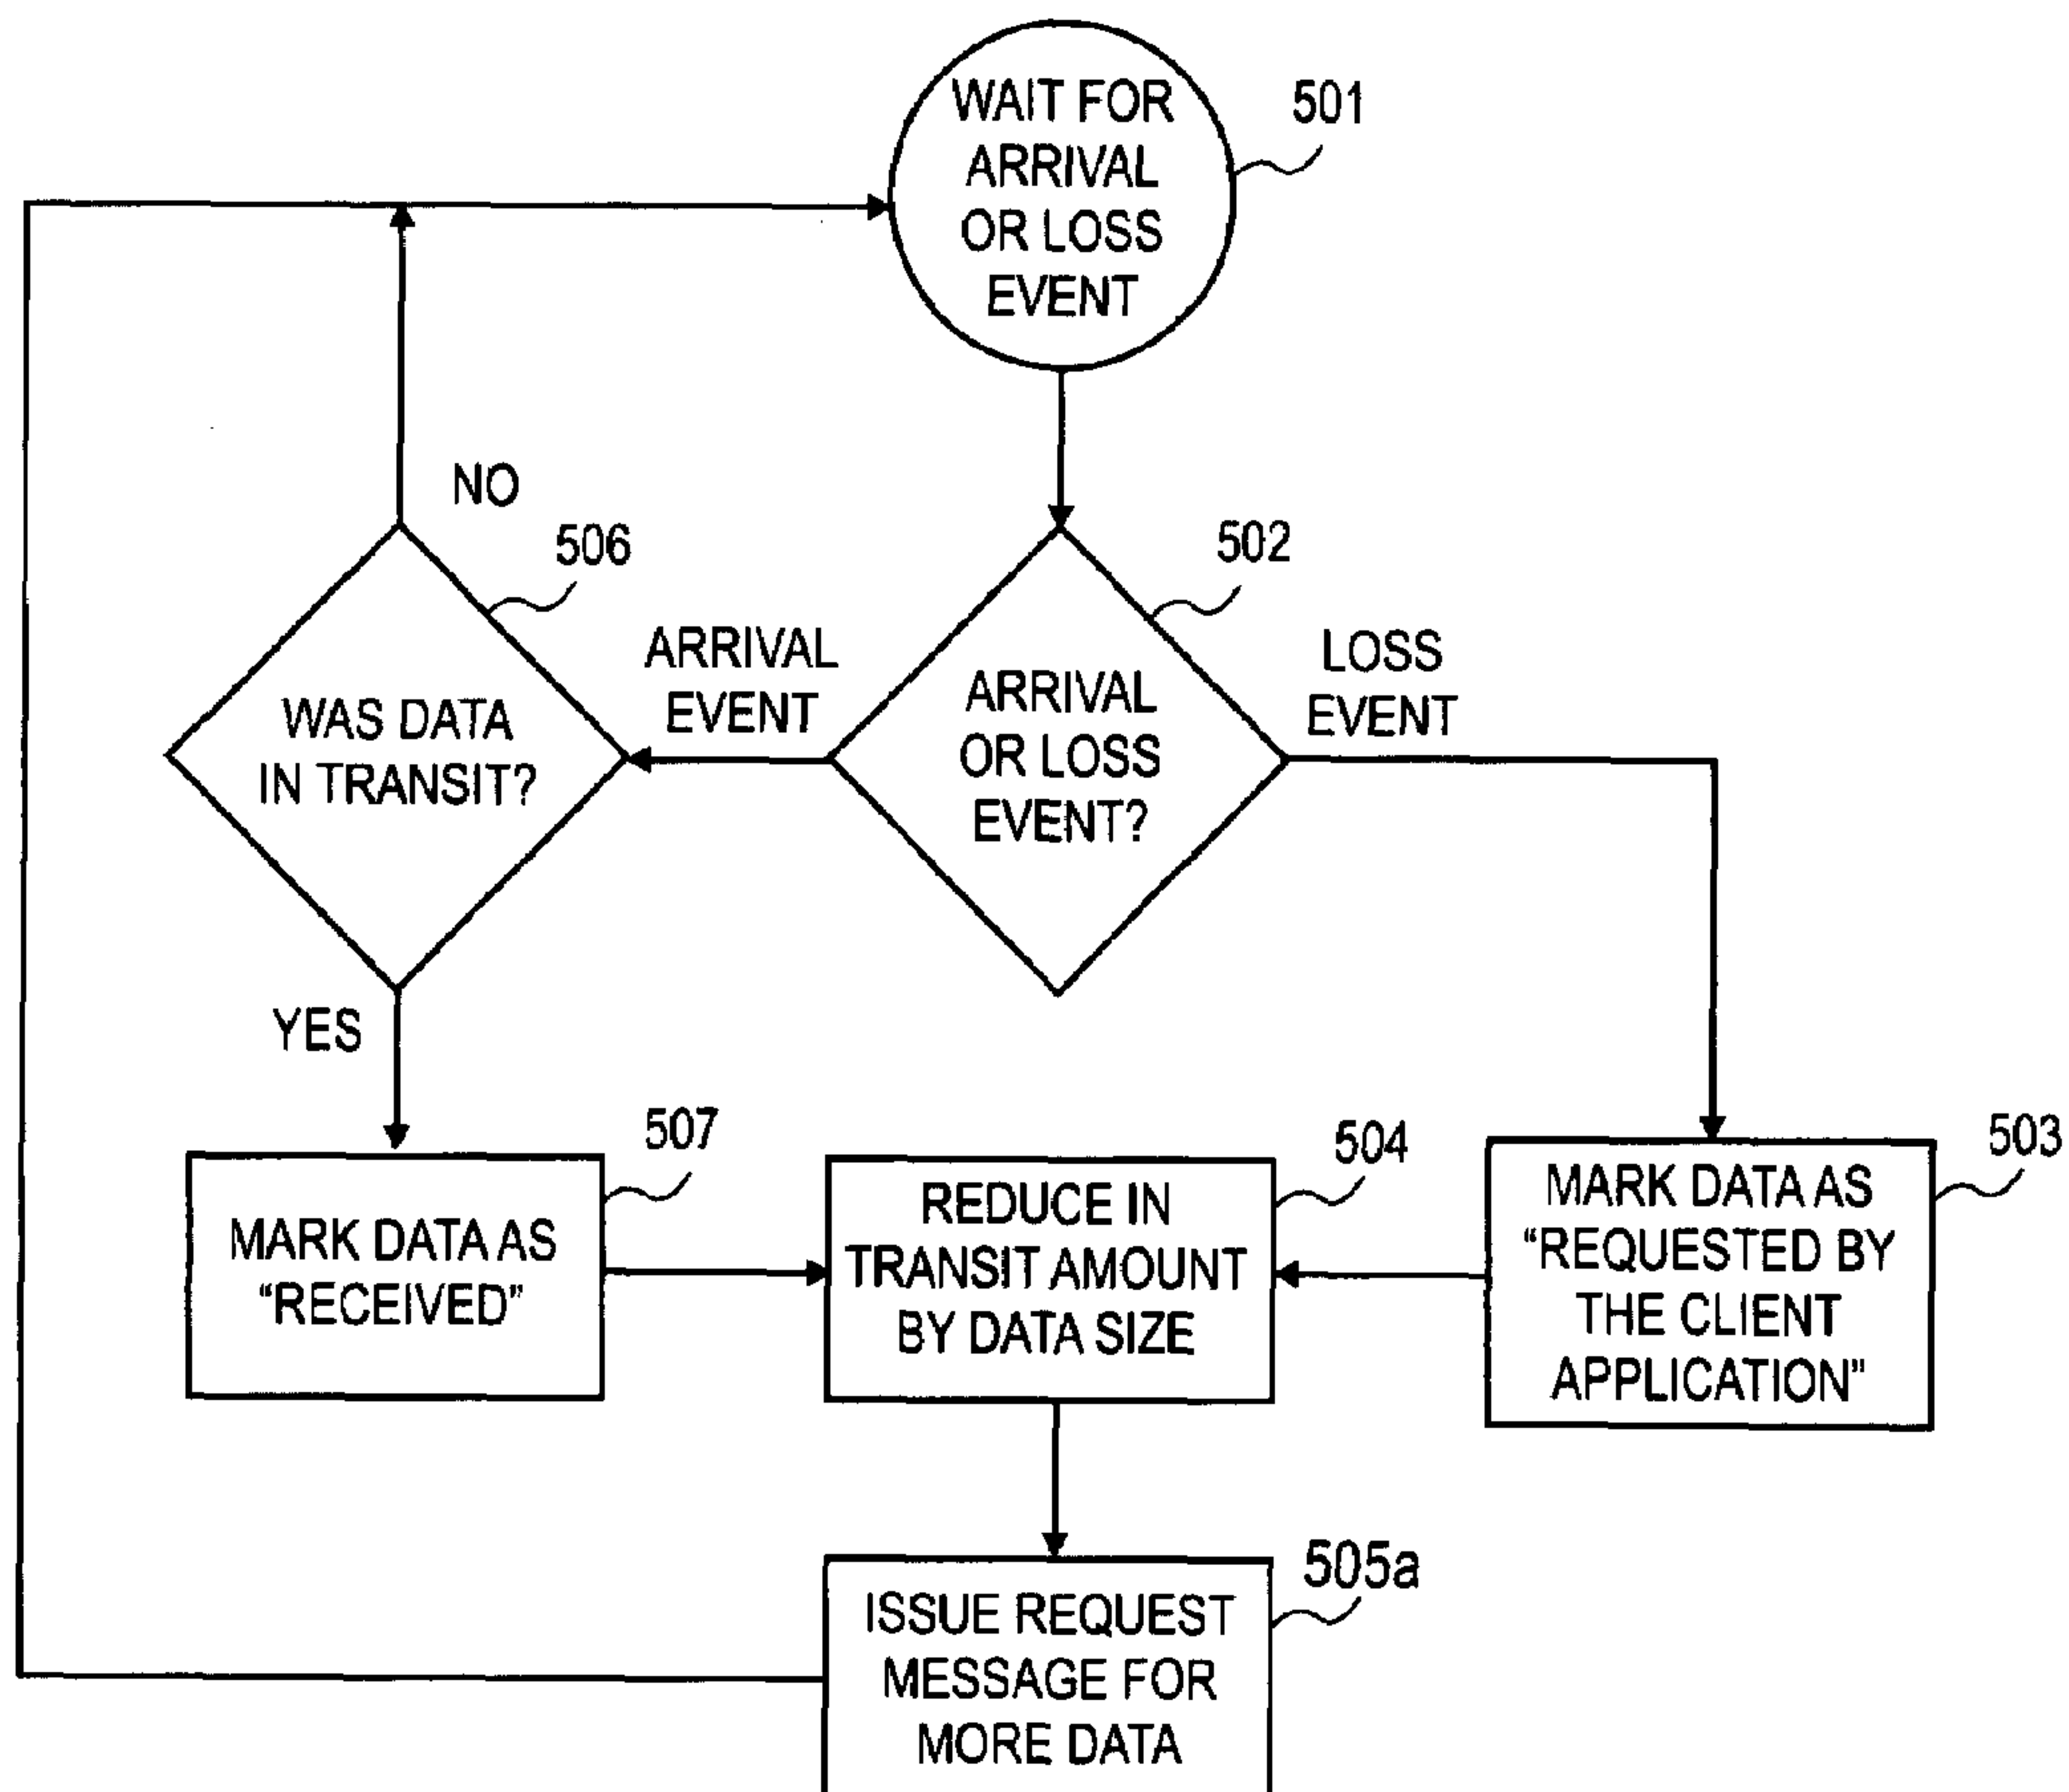 WAIT FOR
ARRIVAL
OR LOSS
EVENT
501
NO
506
502
ARRIVAL
EVENT
LOSS
EVENT
WAS DATA
IN TRANSIT?
ARRIVAL
OR LOSS
EVENT?
YES
507
504
503
MARK DATA AS
“RECEIVED”
REDUCE IN
TRANSIT AMOUNT
BY DATA SIZE
MARK DATA AS
“REQUESTED BY
THE CLIENT
APPLICATION”
505a
ISSUE REQUEST
MESSAGE FOR
MORE DATA